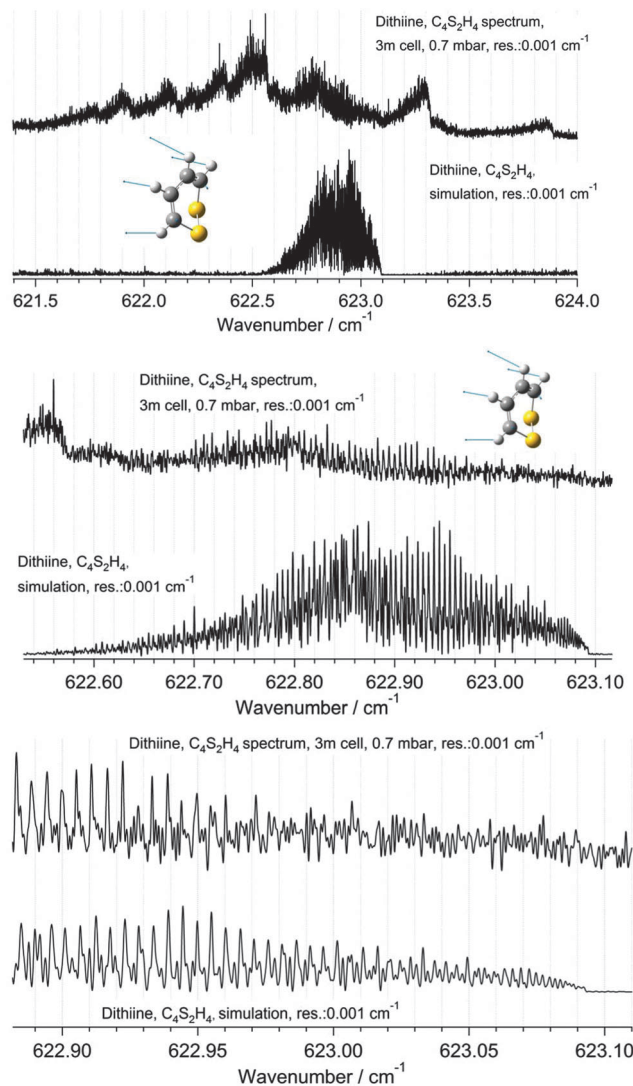 Dithiine, C4S2H4 spectrum,
3m cell, 0.7 mbar, res.:0.001 cm-1
Dithiine, C4S2H4,
simulation, res.:0.001 cm-1
621.5 622.0 622.5 623.0 623.5 624.0
Wavenumber / cm-1
Dithiine, C4S2H4 spectrum,
3m cell, 0.7 mbar, res.:0.001 cm-1
Dithiine, C4S2H4,
simulation, res.:0.001 cm-1
622.60 622.70 622.80 622.90 623.00 623.10
Wavenumber / cm-1
Dithiine, C4S2H4 spectrum, 3m cell, 0.7 mbar, res.:0.001 cm-1
Dithiine, C4S2H4, simulation, res.:0.001 cm-1
622.90 622.95 623.00 623.05 623.10
Wavenumber / cm-1